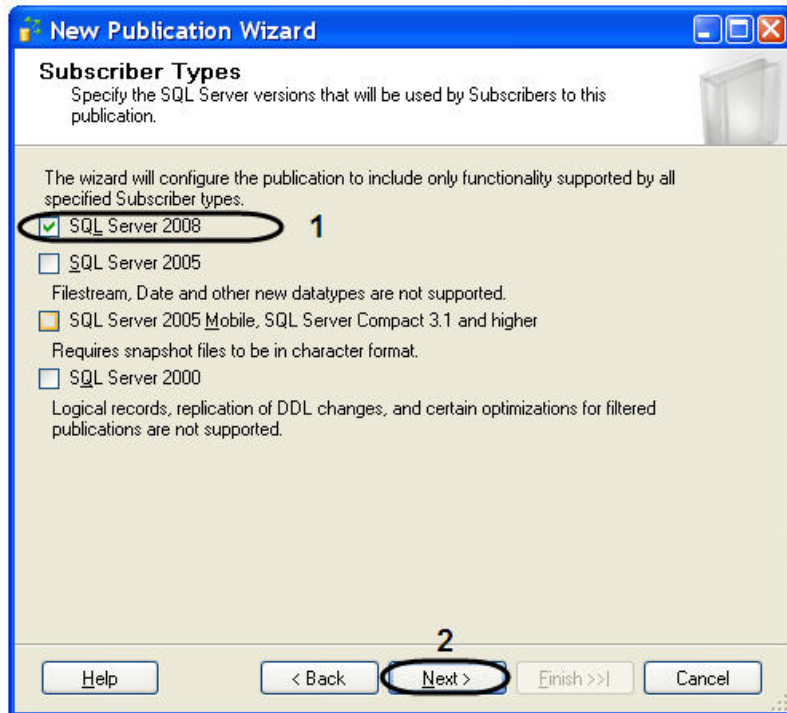 New Publication Wizard
Subscriber Types
Specify the SQL Server versions that will be used by Subscribers to this
publication.
The wizard will configure the publication to include only functionality supported by all
specified Subscriber types.
SQL Server 2008 1
SQL Server 2005
Filestream, Date and other new datatypes are not supported.
SQL Server 2005 Mobile, SQL Server Compact 3.1 and higher
Requires snapshot files to be in character format.
SQL Server 2000
Logical records, replication of DDL changes, and certain optimizations for filtered
publications are not supported.
2
Help < Back Next > Finish >>| Cancel